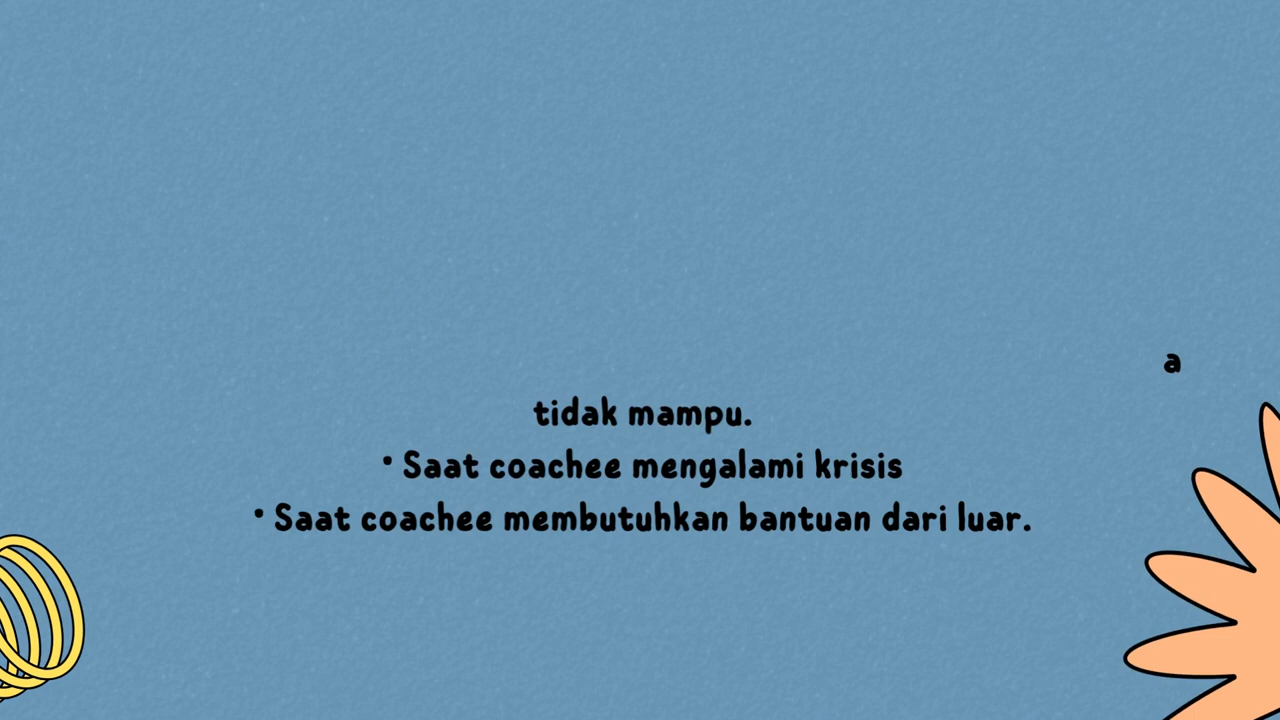 a
tidak mampu.
• Saat coachee mengalami krisis
• Saat coachee membutuhkan bantuan dari luar.